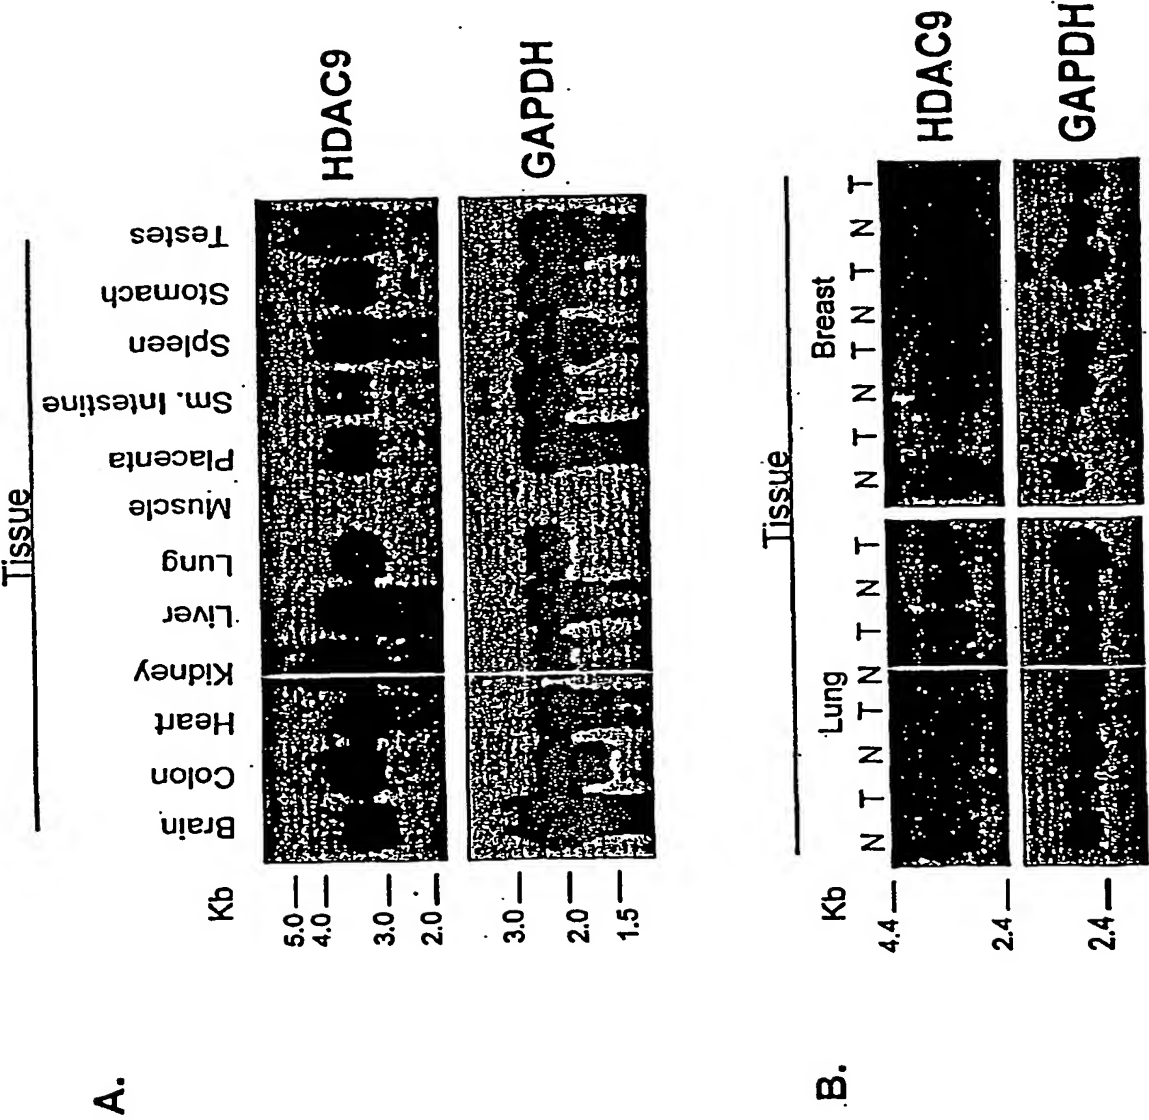 A.
Tissue
Kb
Brain
Colon
Heart
Kidney
Liver
Lung
Muscle
Placenta
Sm. Intestine
Spleen
Stomach
Testes
5.0
4.0
3.0
2.0
HDAC9
3.0
2.0
1.5
GAPDH
B.
Tissue
Lung
Breast
Kb
N T N T N T N T N T N T N T N T
4.4
2.4
HDAC9
2.4
GAPDH